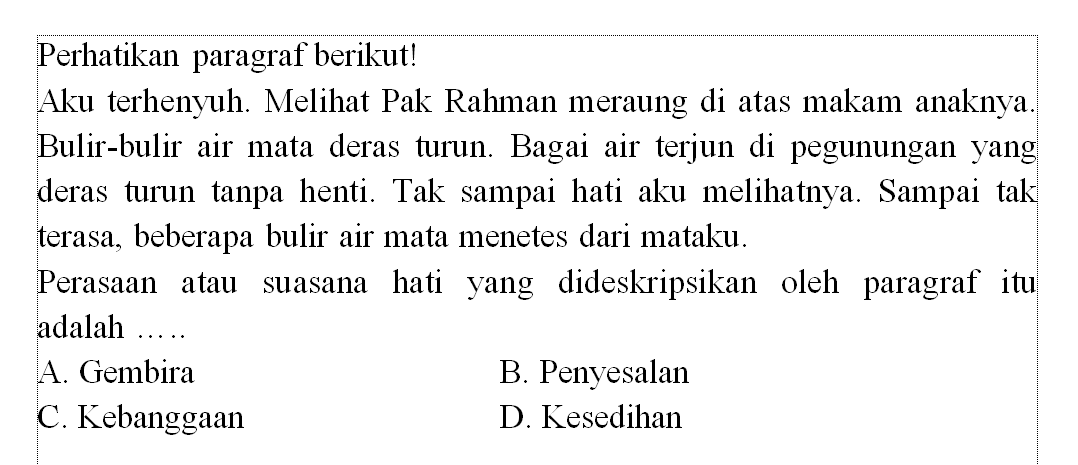 Perhatikan paragraf berikut!
Aku terhenyuh. Melihat Pak Rahman meraung di atas makam anaknya.
Bulir-bulir air mata deras turun. Bagai air terjun di pegunungan yang
deras turun tanpa henti. Tak sampai hati aku melihatnya. Sampai tak
terasa, beberapa bulir air mata menetes dari mataku.
Perasaan atau suasana hati yang dideskripsikan oleh paragraf itu
adalah .....
A. Gembira B. Penyesalan
C. Kebanggaan D. Kesedihan